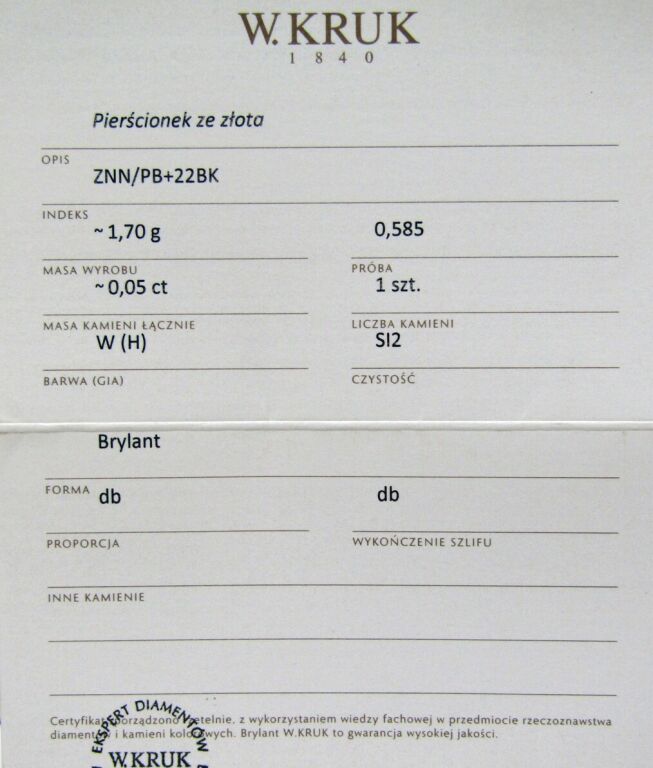 W.KRUK
1840
Pierścionek ze złota
OPIS
ZNN/PB+22BK
INDEKS
~ 1,70 g 0,585
MASA WYROBU PRÓBA
~ 0,05 ct 1 szt.
MASA KAMIENI ŁĄCZNIE LICZBA KAMIENI
W (H) SI2
BARWA (GIA) CZYSTOŚĆ
Brylant
FORMA
db db
PROPORCJA WYKOŃCZENIE SZLIFU
INNE KAMIENIE
Certyfikat sporządzono rzetelnie, z wykorzystaniem wiedzy fachowej w przedmiocie rzeczoznawstwa
diamentów i kamieni kolorowych. Brylant W.KRUK to gwarancja wysokiej jakości.
EKSPERT DIAMENTÓW
W.KRUK